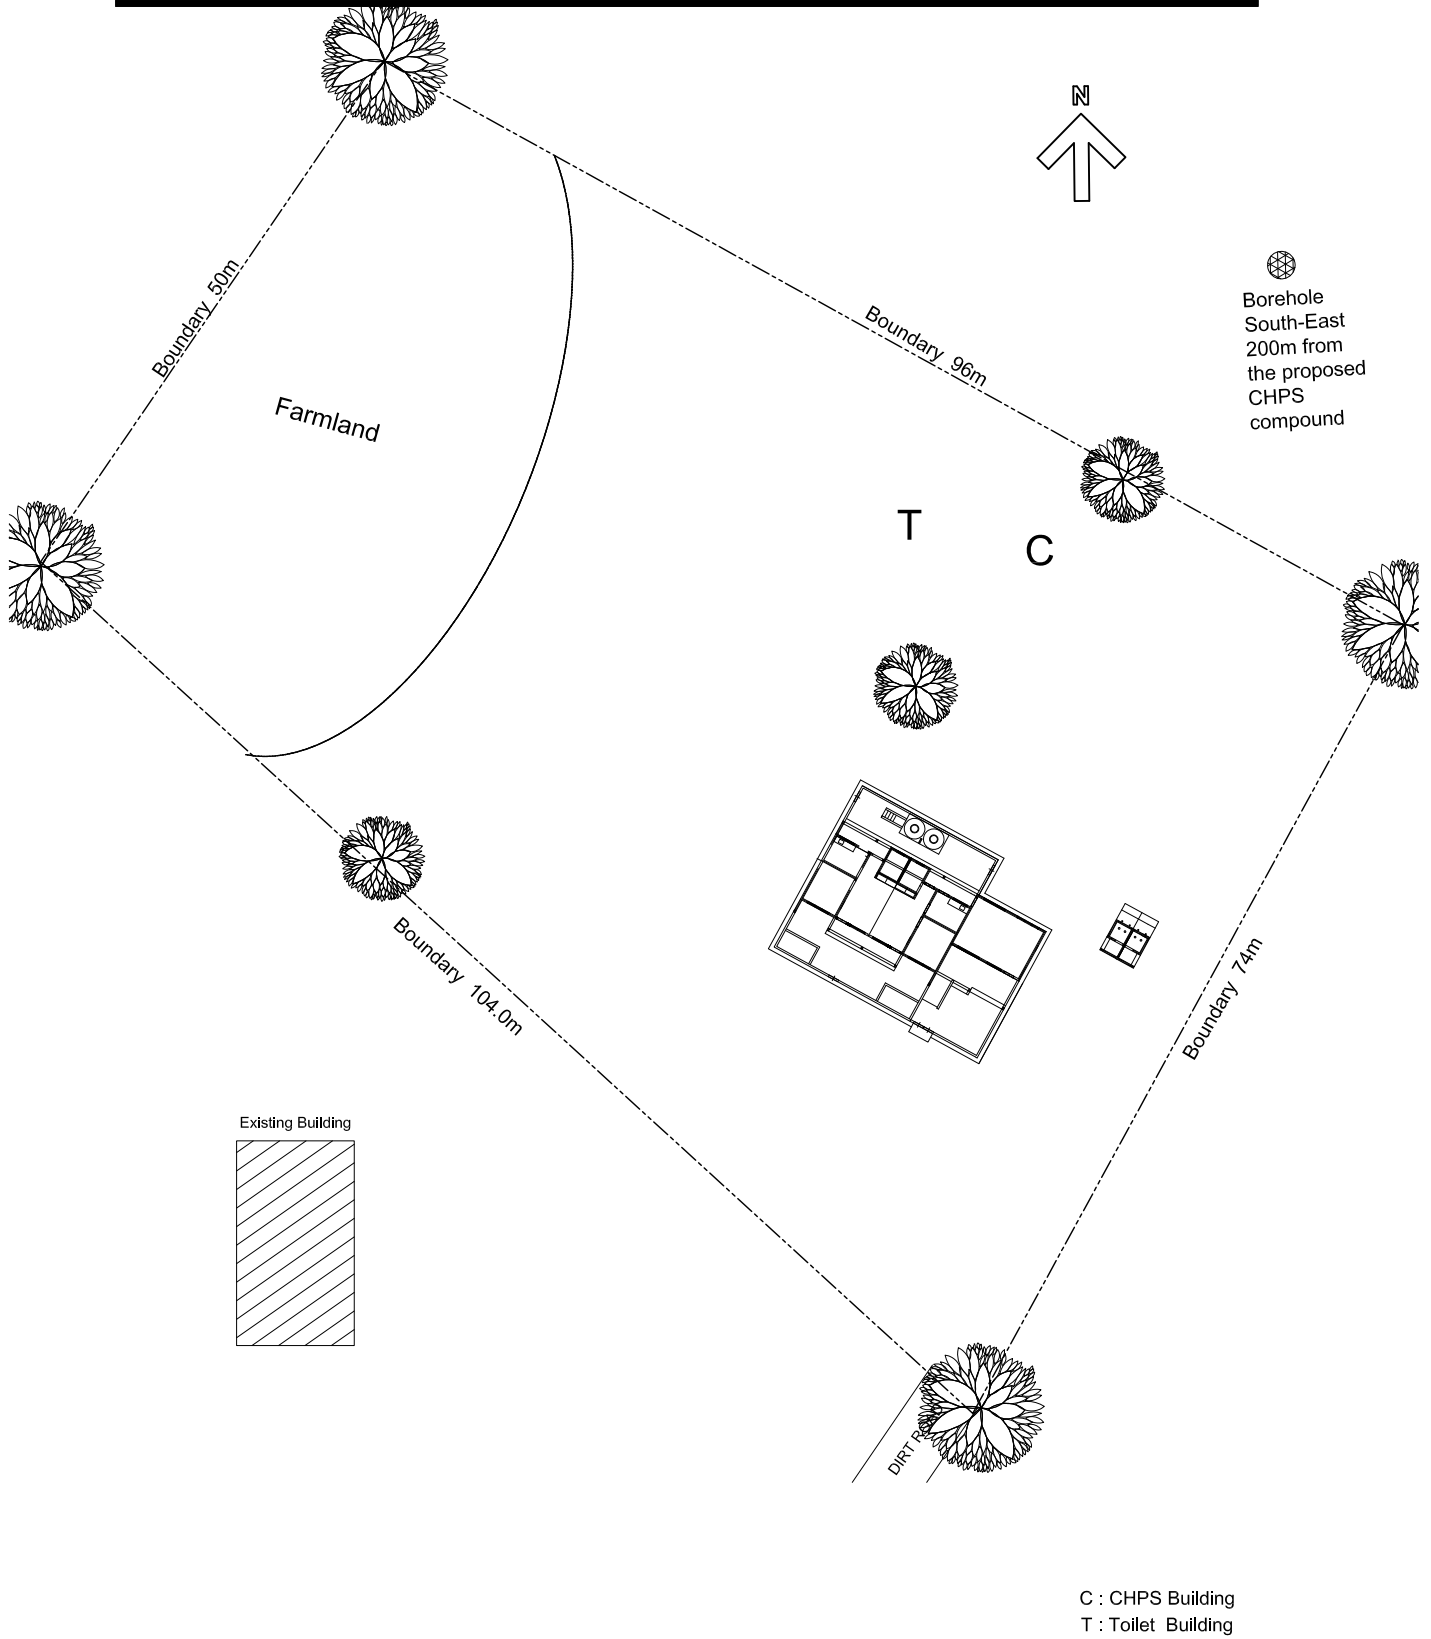 N
Borehole
South-East
200m from
the proposed
CHPS
compound
Boundary 50m
Boundary 96m
Farmland
T
C
Boundary 104.0m
Boundary 74m
Existing Building
DIRT
C : CHPS Building
T : Toilet Building